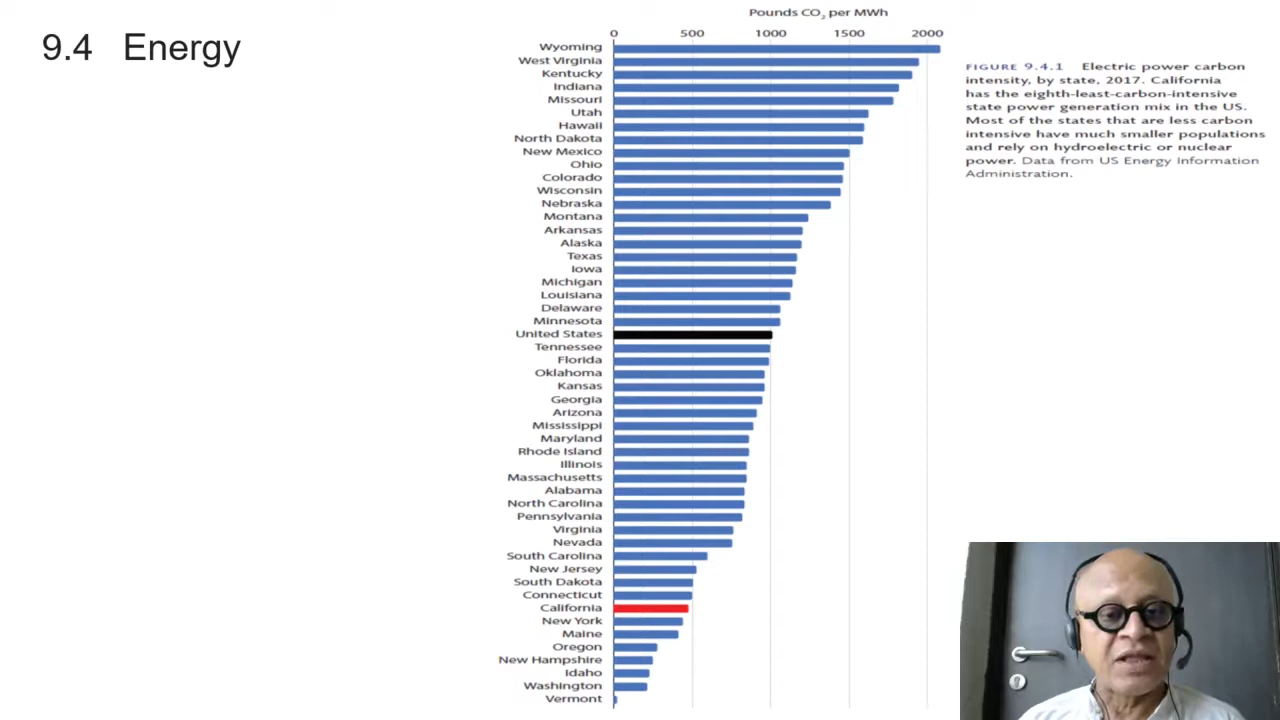 9.4 Energy
Pounds CO2 per MWh
0 500 1000 1500 2000
Wyoming
West Virginia
Kentucky
Indiana
Missouri
Utah
Hawaii
North Dakota
New Mexico
Ohio
Colorado
Wisconsin
Nebraska
Montana
Arkansas
Alaska
Texas
Iowa
Michigan
Louisiana
Delaware
Minnesota
United States
Tennessee
Florida
Oklahoma
Kansas
Georgia
Arizona
Mississippi
Maryland
Rhode Island
Illinois
Massachusetts
Alabama
North Carolina
Pennsylvania
Virginia
Nevada
South Carolina
New Jersey
South Dakota
Connecticut
California
New York
Maine
Oregon
New Hampshire
Idaho
Washington
Vermont
FIGURE 9.4.1 Electric power carbon
intensity, by state, 2017. California
has the eighth-least-carbon-intensive
state power generation mix in the US.
Most of the states that are less carbon
intensive have much smaller populations
and rely on hydroelectric or nuclear
power. Data from US Energy Information
Administration.